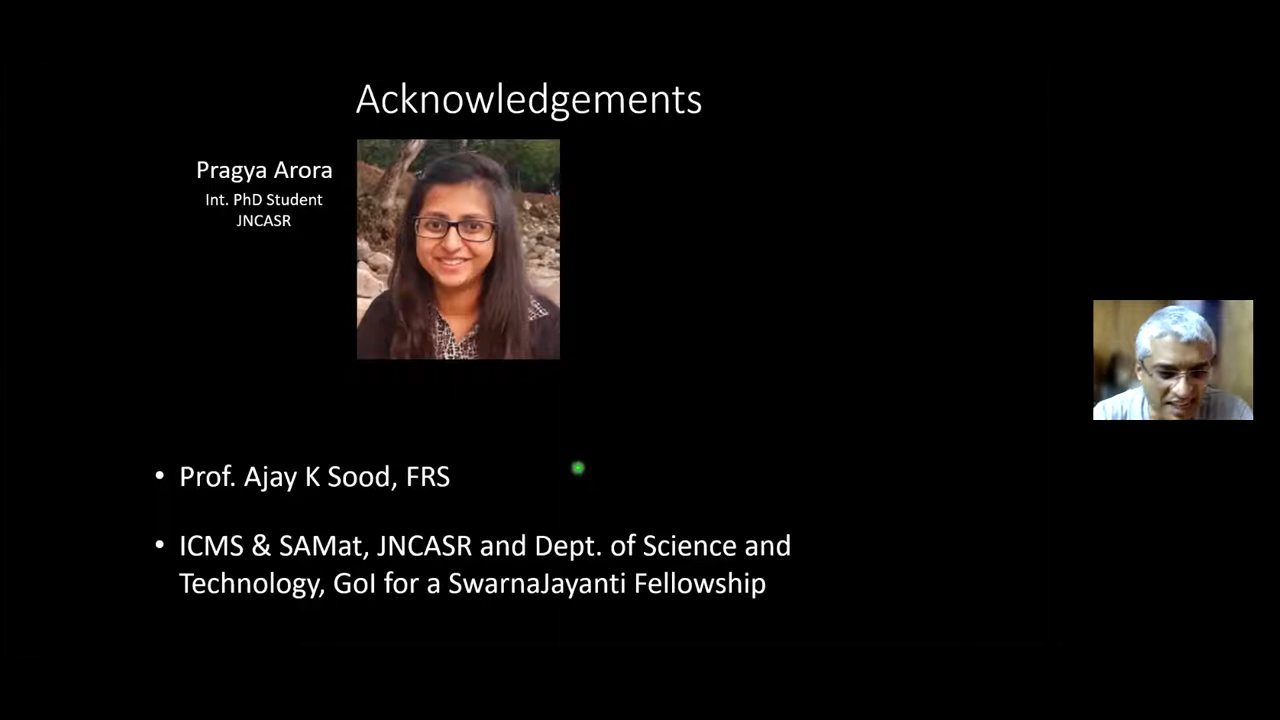 Acknowledgements
Pragya Arora
Int. PhD Student
JNCASR
• Prof. Ajay K Sood, FRS
• ICMS & SAMat, JNCASR and Dept. of Science and
Technology, GoI for a SwarnaJayanti Fellowship